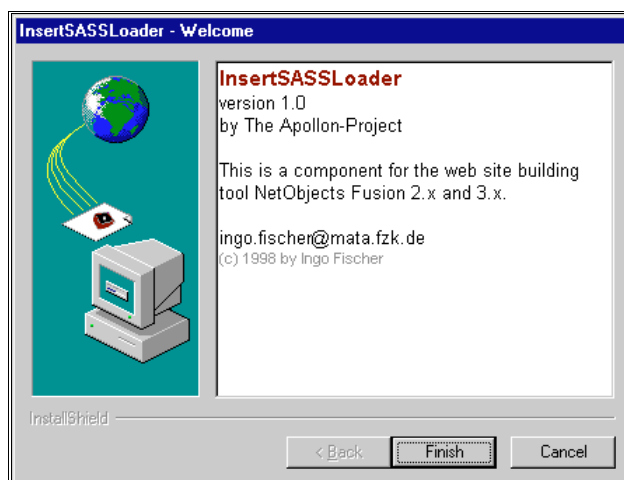 InsertSASSLoader - Welcome
InsertSASSLoader
version 1.0
by The Apollon-Project
This is a component for the web site building
tool NetObjects Fusion 2.x and 3.x.
ingo.fischer@mata.fzk.de
(c) 1998 by Ingo Fischer
InstallShield
< Back
Finish
Cancel